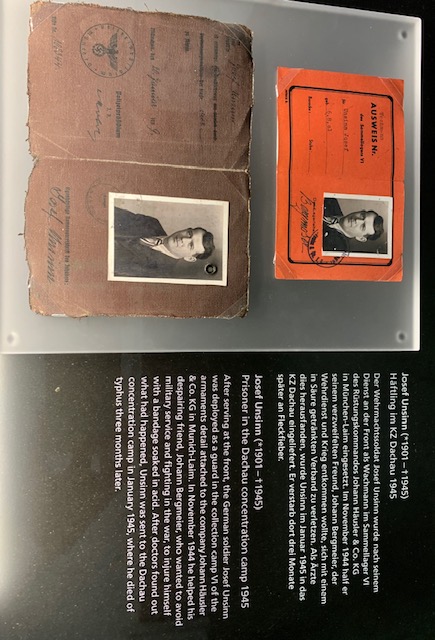 AUSWEIS Nr.
des Sammellagers VI
Josef Unsinn (*1901–†1945)
Häftling im KZ Dachau 1945
Der Wehrmachtssoldat Josef Unsinn wurde nach seinem
Dienst an der Front als Wachmann im Sammellager VI
des Rüstungskommandos Johann Häusler & Co. KG
in München-Laim eingesetzt. Im November 1944 half er
seinem verzweifelten Freund, Johann Bergmeier, der
Wehrdienst und Krieg entkommen wollte, sich mit einem
in Säure getränkten Verband zu verletzen. Als Ärzte
dies herausfanden, wurde Unsinn im Januar 1945 in das
KZ Dachau eingeliefert. Er verstarb dort drei Monate
später an Fleckfieber.
Josef Unsinn (*1901–†1945)
Prisoner in the Dachau concentration camp 1945
After serving at the front, the German soldier Josef Unsinn
was deployed as a guard in the collection camp VI of the
armaments detail attached to the company Johann Häusler
& Co. KG in Munich-Laim. In November 1944 he helped his
despairing friend, Johann Bergmeier, who wanted to avoid
military service and fighting in the war, to injure himself
with a bandage soaked in acid. After doctors found out
what had happened, Unsinn was sent to the Dachau
concentration camp in January 1945, where he died of
typhus three months later.